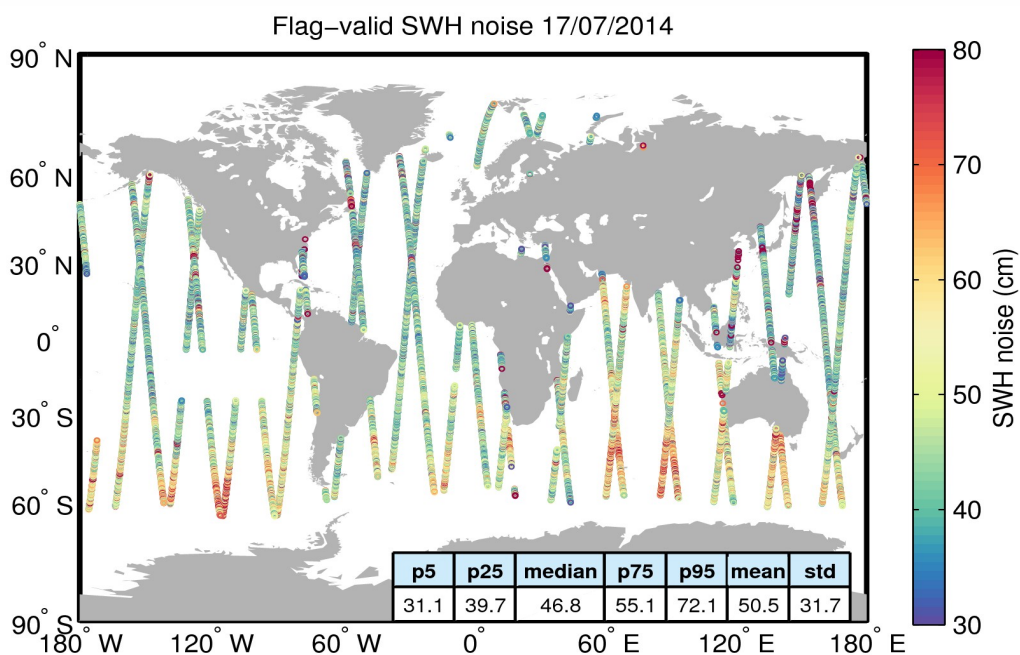 Flag−valid SWH noise 17/07/2014
90° N
60° N
30° N
0°
30° S
60° S
90° S
180° W
120° W
60° W
0°
60° E
120° E
180° E
80
70
60
50
40
30
SWH noise (cm)
p5 p25 median p75 p95 mean std
31.1 39.7 46.8 55.1 72.1 50.5 31.7